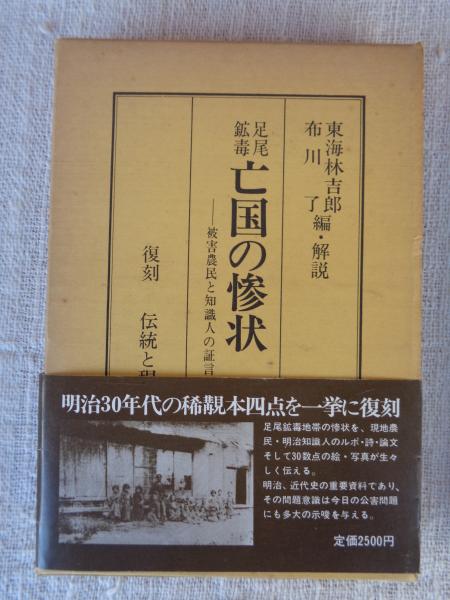 東海林吉郎
布川 了 編・解説
足尾
鉱毒
亡国の惨状
──被害農民と知識人の証言
復刻 伝統と現
明治30年代の稀覯本四点を一挙に復刻
足尾鉱毒地帯の惨状を、現地農
民・明治知識人のルポ・詩・論文
そして30数点の絵・写真が生々
しく伝える。
明治、近代史の重要資料であり、
その問題意識は今日の公害問題
にも多大の示唆を与える。
定価2500円